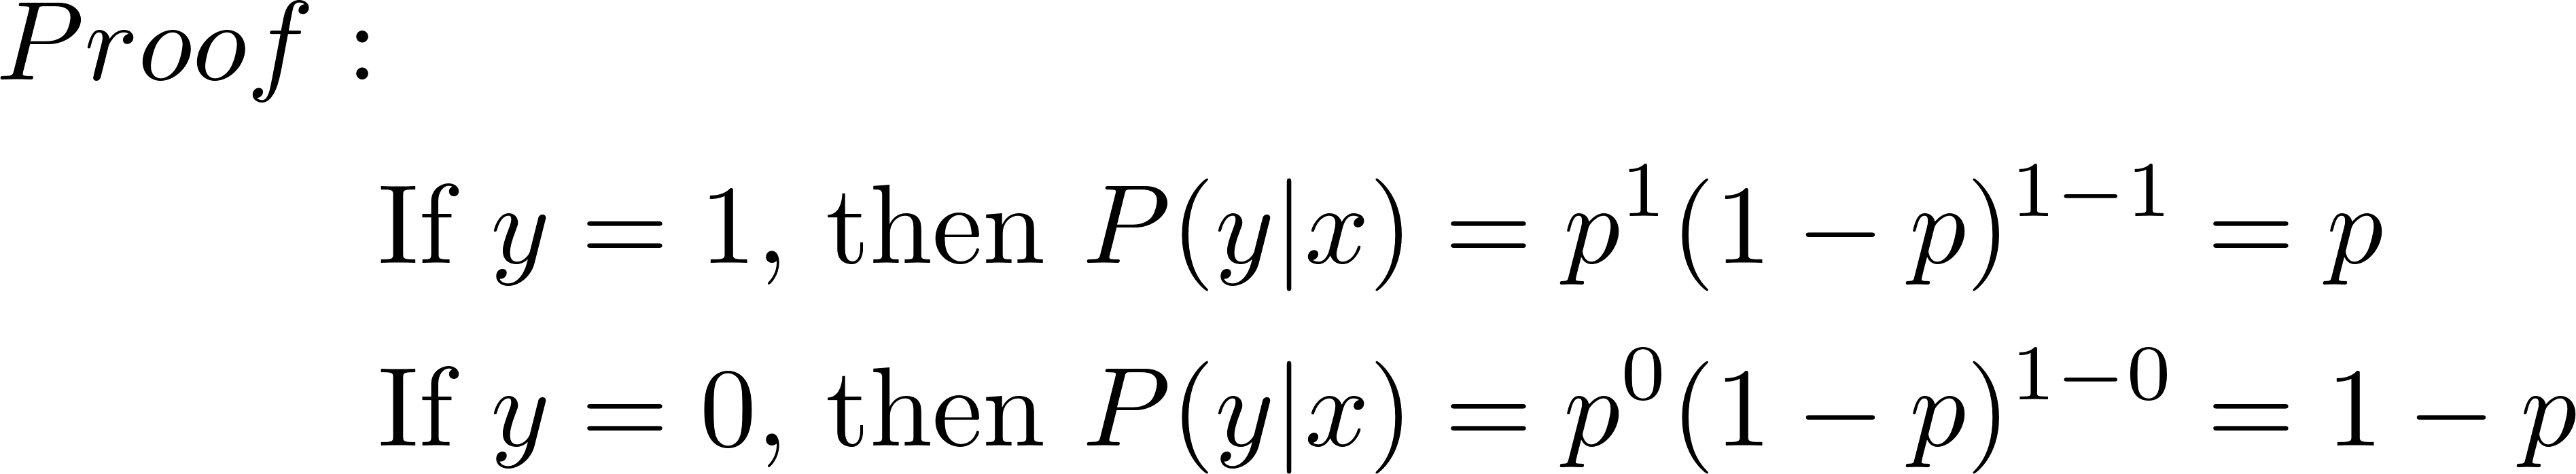 Proof :
If y = 1, then P(y|x) = p^1(1 − p)^{1−1} = p
If y = 0, then P(y|x) = p^0(1 − p)^{1−0} = 1 − p